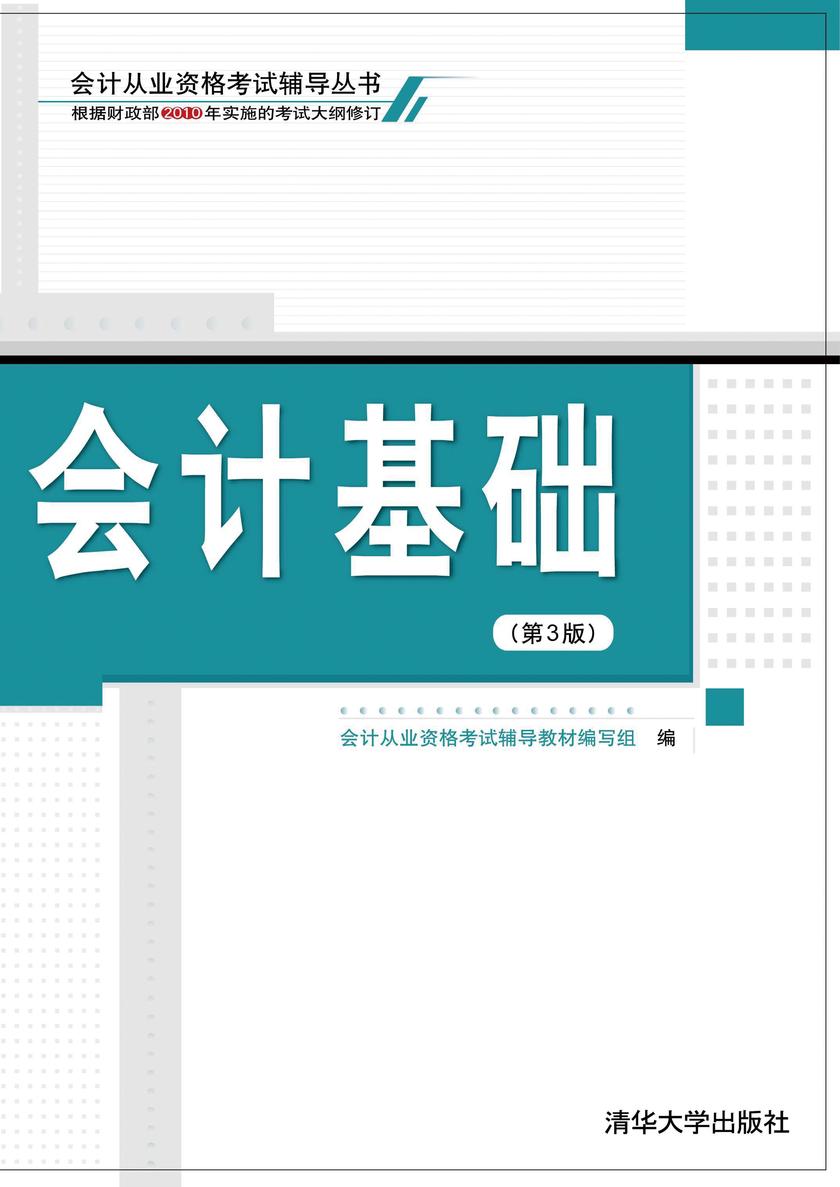 会计从业资格考试辅导丛书
根据财政部2010年实施的考试大纲修订
会计基础
（第3版）
会计从业资格考试辅导教材编写组 编
清华大学出版社